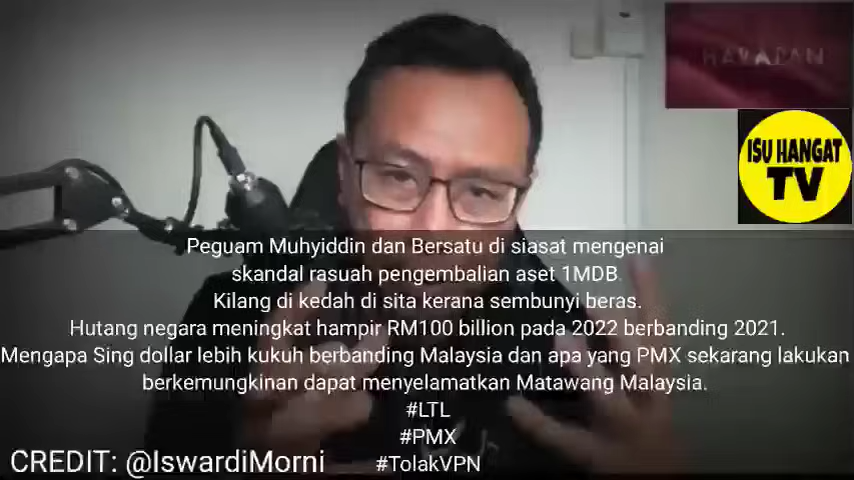 HARAPAN
ISU HANGAT
TV
Peguam Muhyiddin dan Bersatu di siasat mengenai
skandal rasuah pengembalian aset 1MDB.
Kilang di kedah di sita kerana sembunyi beras.
Hutang negara meningkat hampir RM100 billion pada 2022 berbanding 2021.
Mengapa Sing dollar lebih kukuh berbanding Malaysia dan apa yang PMX sekarang lakukan
berkemungkinan dapat menyelamatkan Matawang Malaysia.
#LTL
#PMX
#TolakVPN
CREDIT: @IswardiMorni